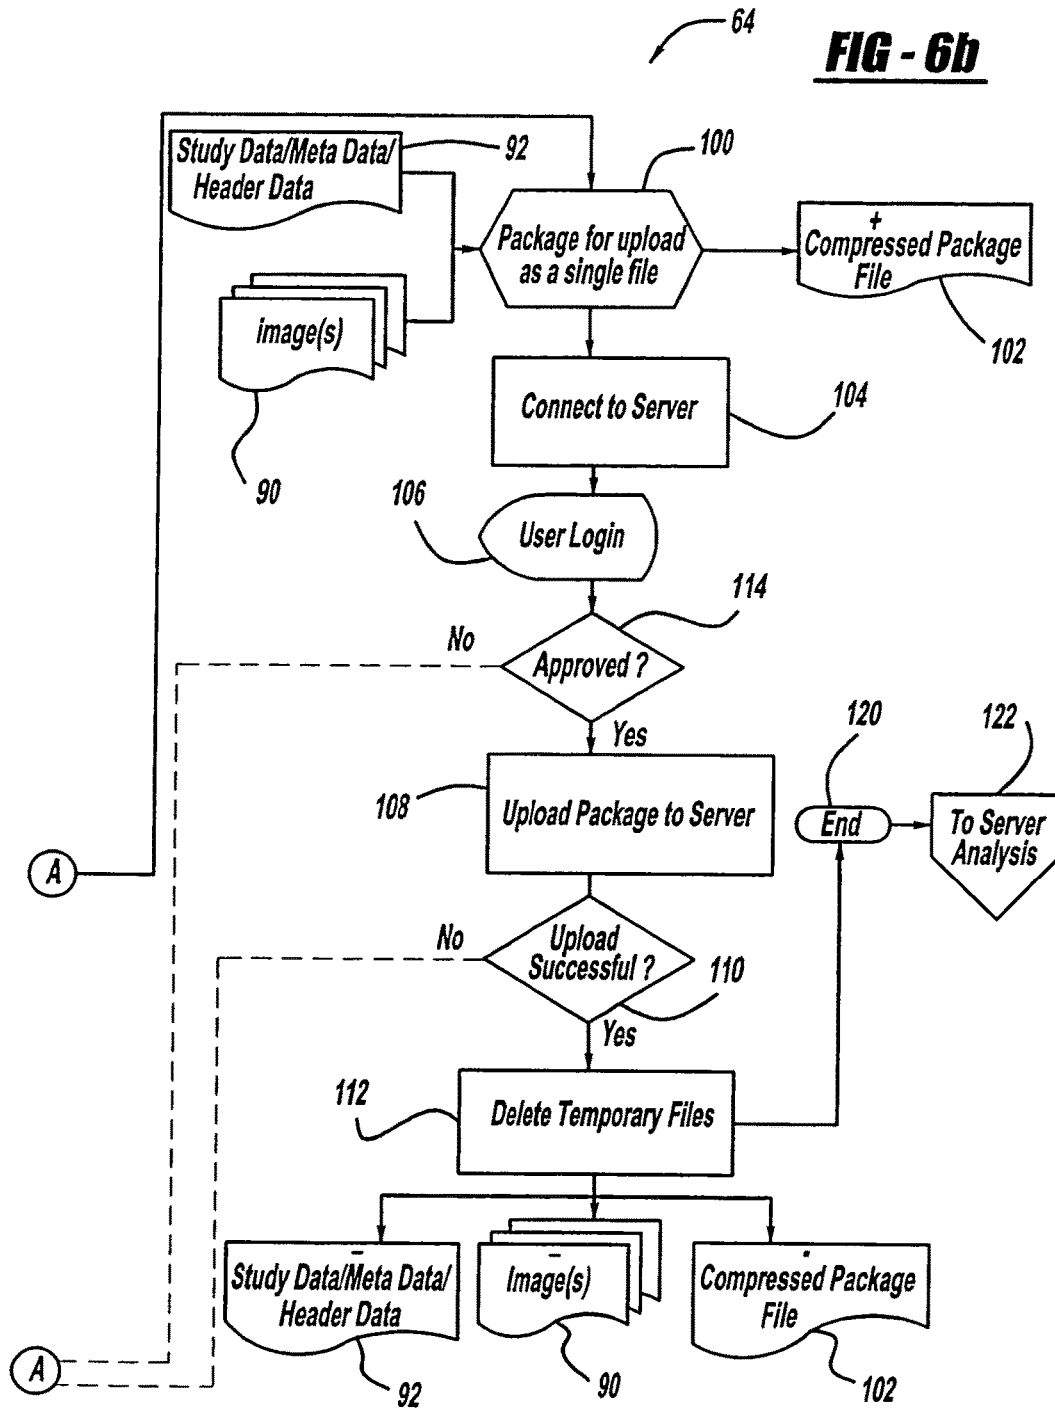 64
FIG - 6b
Study Data/Meta Data/
Header Data
92
100
Package for upload
as a single file
+
Compressed Package
File
102
image(s)
90
Connect to Server
104
106
User Login
114
No
Approved ?
Yes
120
122
108
Upload Package to Server
End
To Server
Analysis
A
No
Upload
Successful ?
110
Yes
112
Delete Temporary Files
–
Study Data/Meta Data/
Header Data
92
–
Image(s)
90
-
Compressed Package
File
102
A